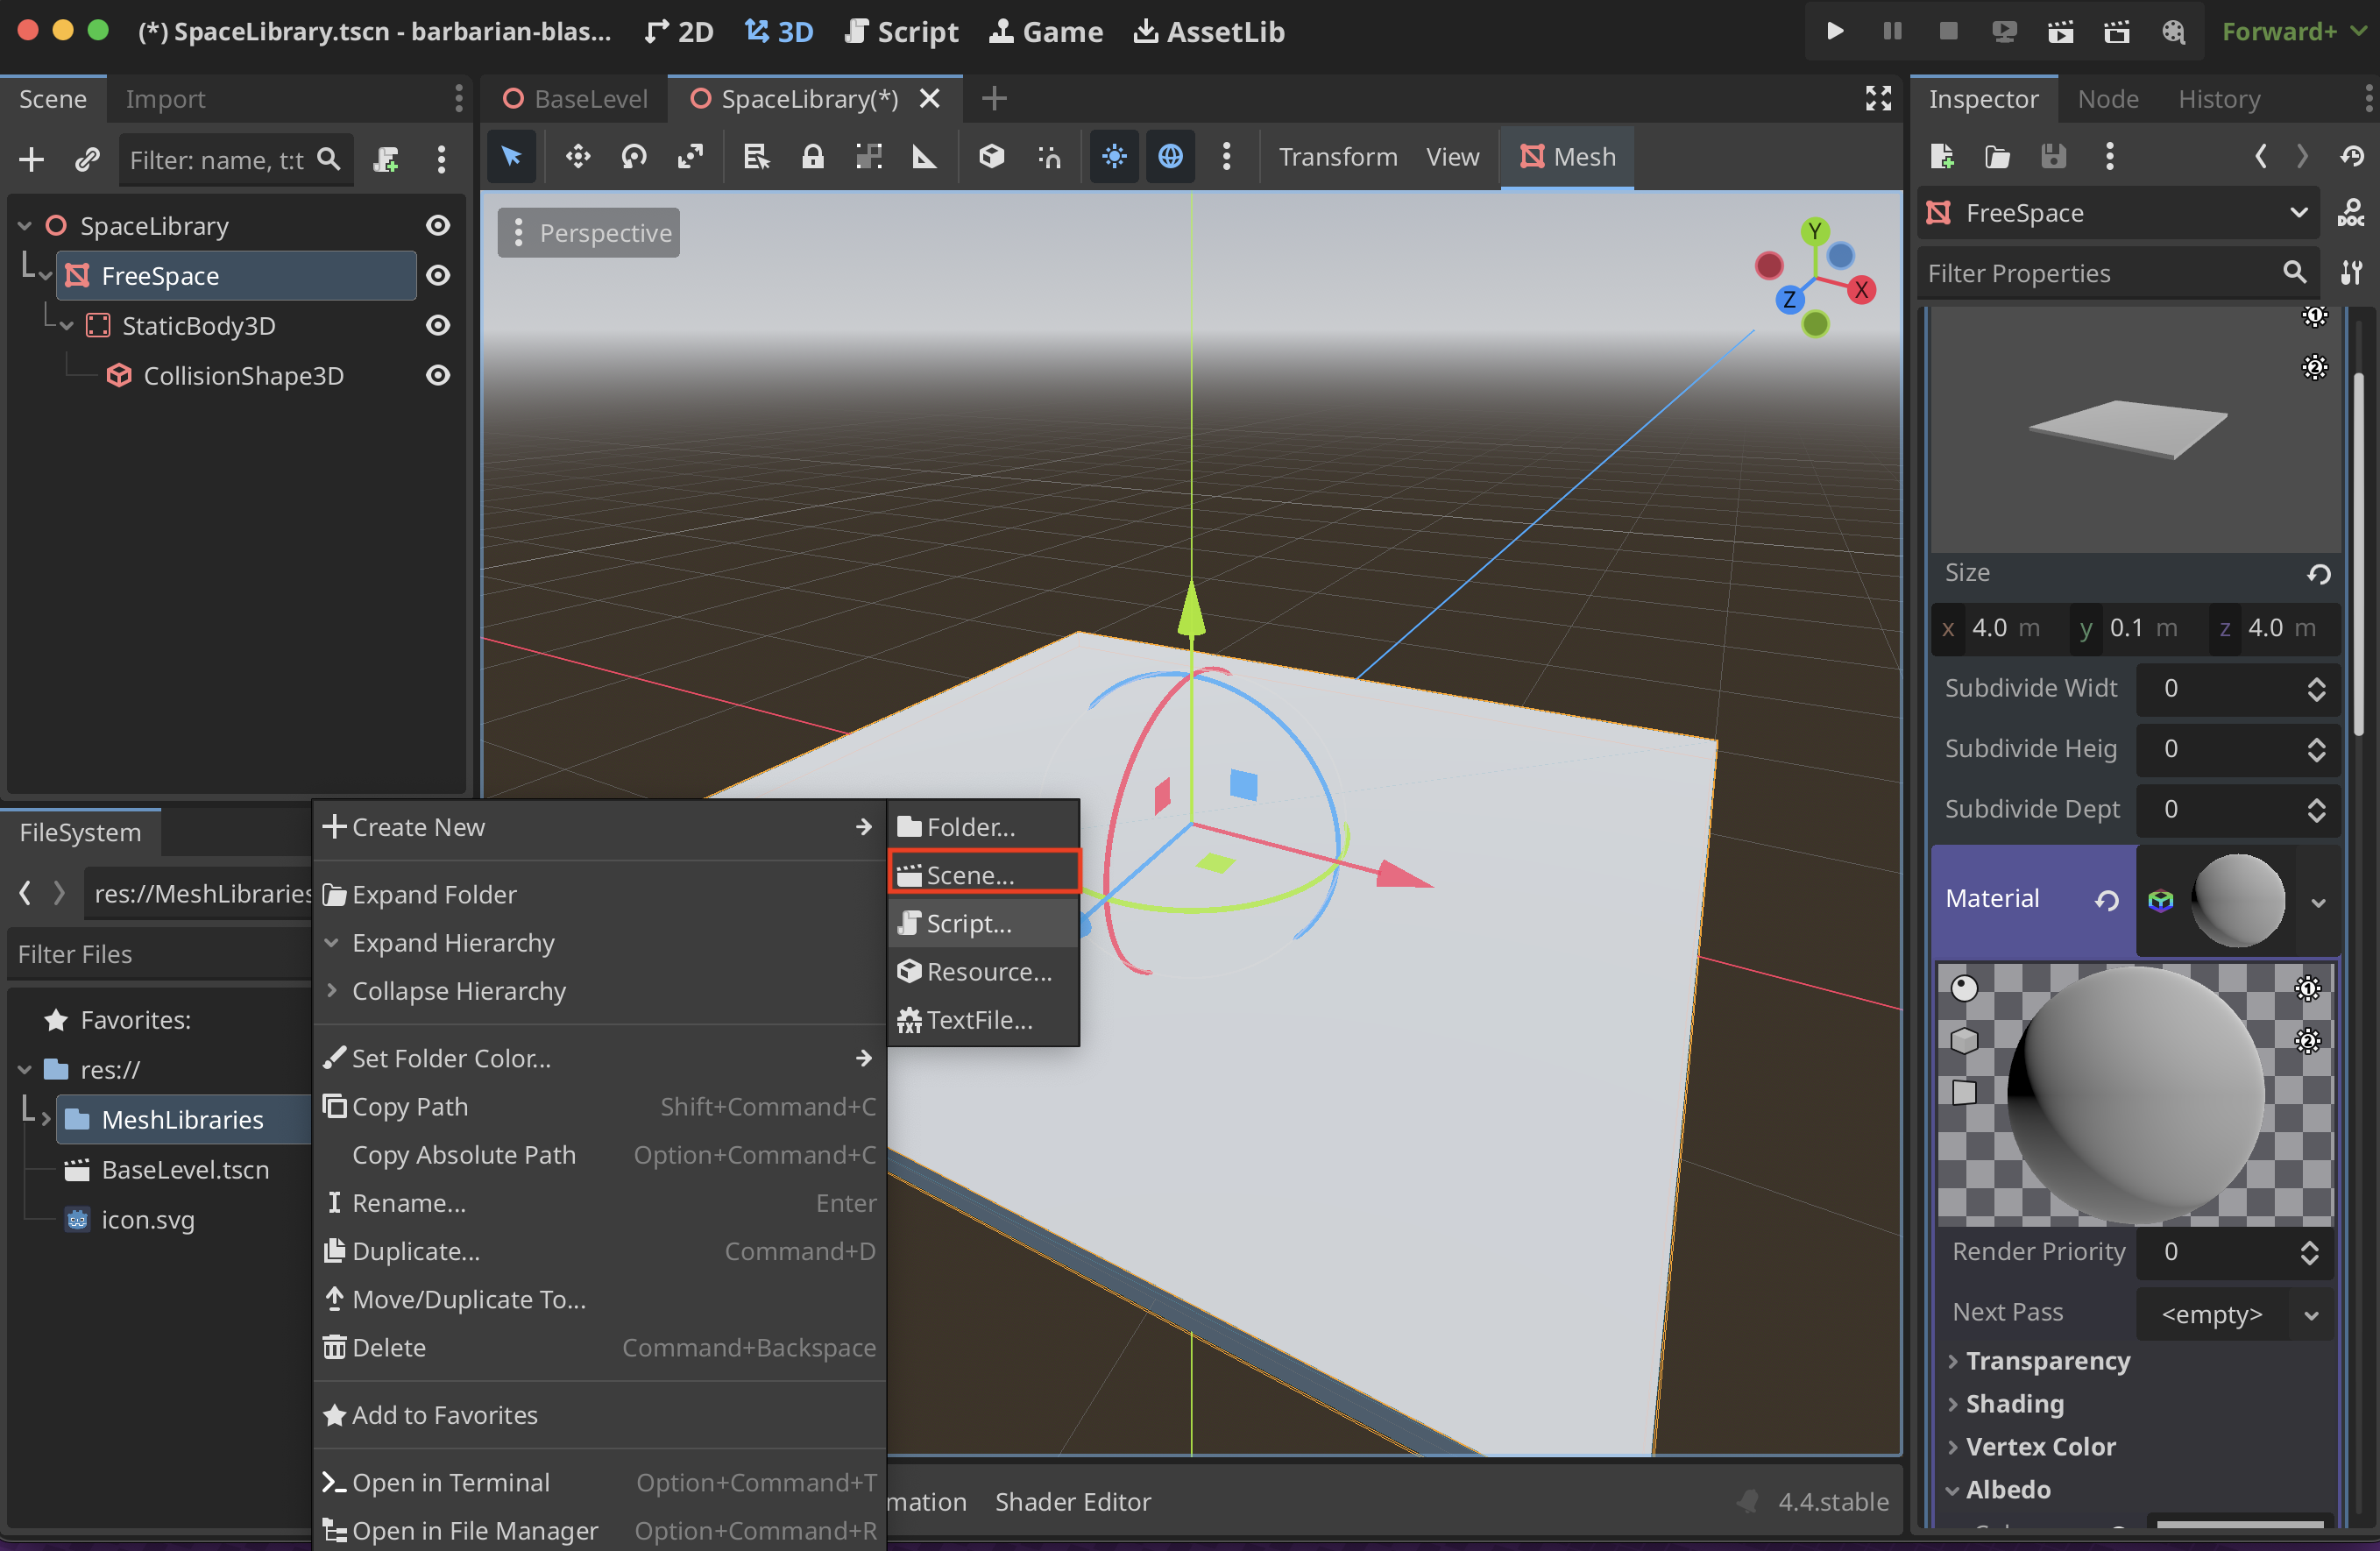 (*) SpaceLibrary.tscn - barbarian-blas...
2D
3D
Script
Game
AssetLib
Forward+
Scene
Import
BaseLevel
SpaceLibrary(*)
Inspector
Node
History
Filter: name, t:t
Transform
View
Mesh
SpaceLibrary
FreeSpace
StaticBody3D
CollisionShape3D
Perspective
Y
X
Z
FreeSpace
DOC
Filter Properties
1
2
Size
x 4.0 m
y 0.1 m
z 4.0 m
Subdivide Widt 0
Subdivide Heig 0
Subdivide Dept 0
Material
1
2
Render Priority 0
Next Pass <empty>
Transparency
Shading
Vertex Color
Albedo
FileSystem
res://MeshLibraries
Filter Files
Favorites:
res://
MeshLibraries
BaseLevel.tscn
icon.svg
Create New
Expand Folder
Expand Hierarchy
Collapse Hierarchy
Set Folder Color...
Copy Path Shift+Command+C
Copy Absolute Path Option+Command+C
Rename... Enter
Duplicate... Command+D
Move/Duplicate To...
Delete Command+Backspace
Add to Favorites
Open in Terminal Option+Command+T
Open in File Manager Option+Command+R
Folder...
Scene...
Script...
Resource...
TXT
TextFile...
mation
Shader Editor
4.4.stable